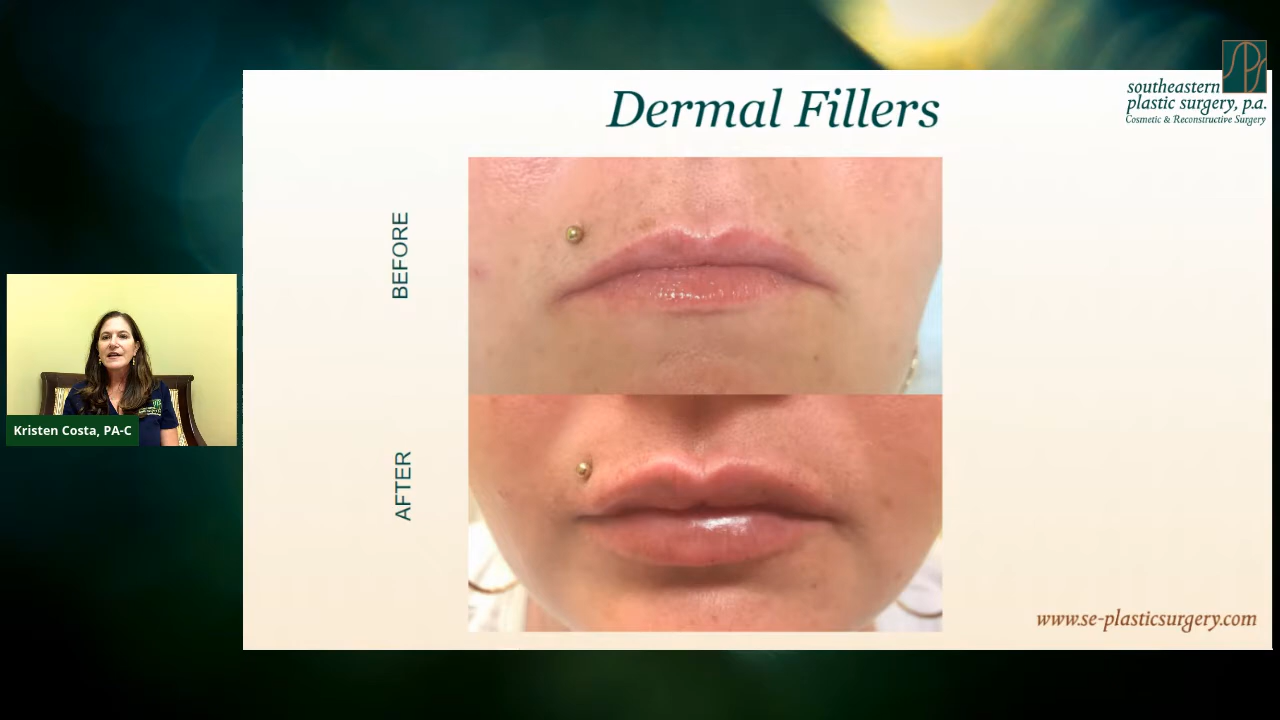 Dermal Fillers
southeastern
plastic surgery, p.a.
Cosmetic & Reconstructive Surgery
BEFORE
AFTER
Kristen Costa, PA-C
www.se-plasticsurgery.com